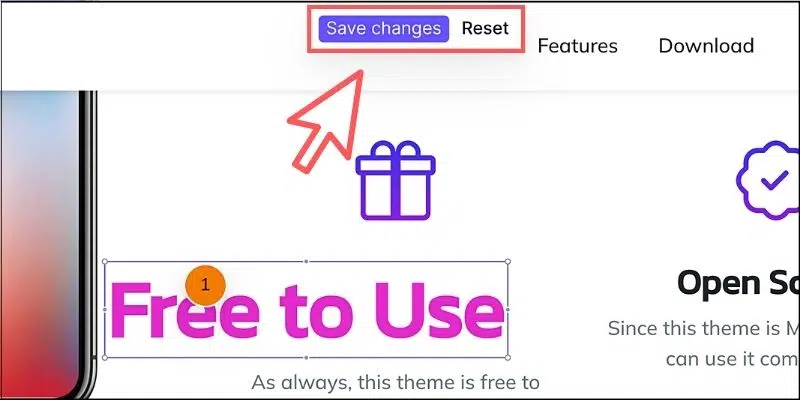 Save changes Reset
Features Download
1
Free to Use
As always, this theme is free to
Open So
Since this theme is M
can use it com